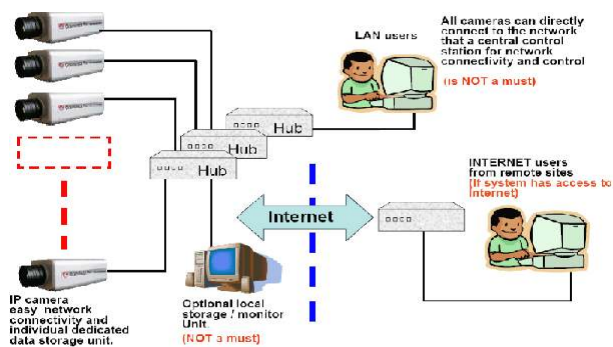 LAN users
All cameras can directly
connect to the network
that a central control
station for network
connectivity and control
(is NOT a must)
Hub
Hub
Hub
INTERNET users
from remote sites
(If system has access to
Internet)
Internet
IP camera
easy network
connectivity and
individual dedicated
data storage unit.
Optional local
storage / monitor
Unit.
(NOT a must)